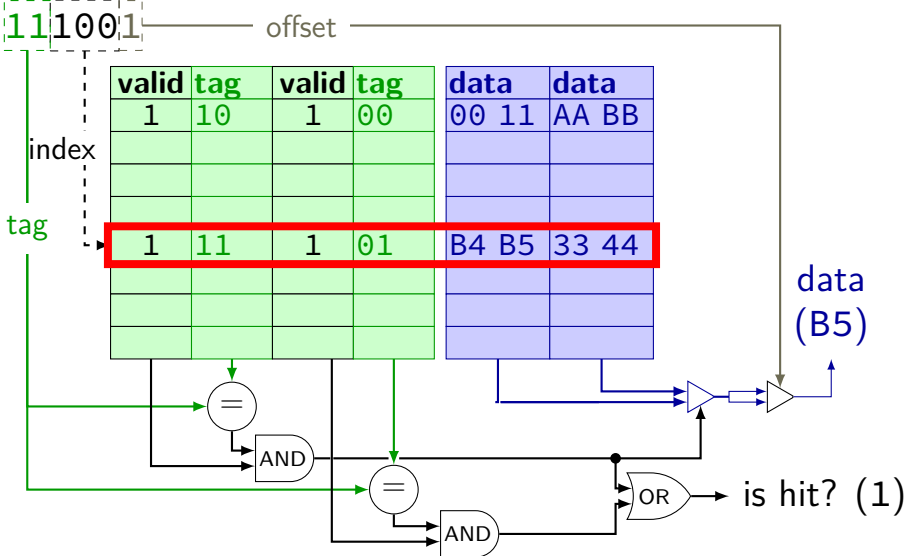 111001
offset
valid tag valid tag data data
1 10 1 00 00 11 AA BB
index
tag
1 11 1 01 B4 B5 33 44
data
(B5)
=
AND
=
OR
is hit? (1)
AND